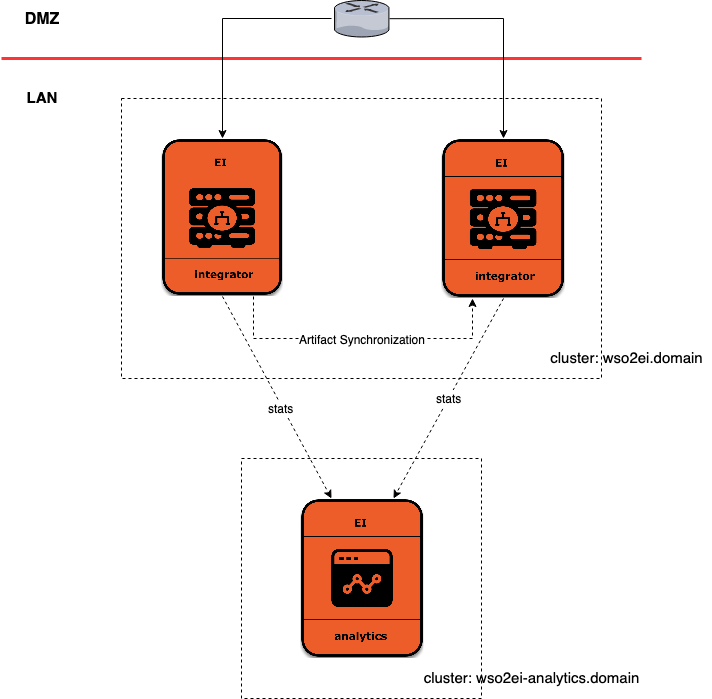 DMZ
LAN
EI
EI
integrator
integrator
Artifact Synchronization
cluster: wso2ei.domain
stats
stats
EI
analytics
cluster: wso2ei-analytics.domain